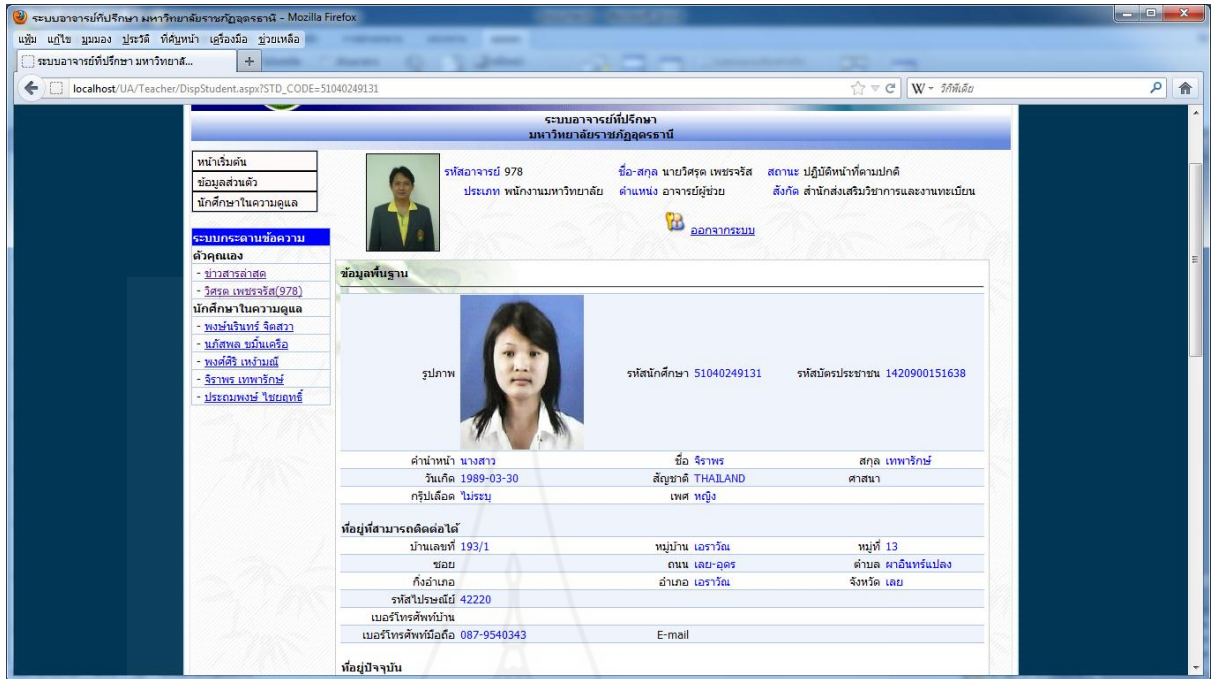 ระบบอาจารย์ที่ปรึกษา มหาวิทยาลัยราชภัฏอุดรธานี - Mozilla Firefox
แฟ้ม แก้ไข มุมมอง ประวัติ ที่คั่นหน้า เครื่องมือ ช่วยเหลือ
ระบบอาจารย์ที่ปรึกษา มหาวิทยาลั... +
localhost/UA/Teacher/DispStudent.aspx?STD_CODE=51040249131 W - วิกิพีเดีย
ระบบอาจารย์ที่ปรึกษา
มหาวิทยาลัยราชภัฏอุดรธานี
หน้าเริ่มต้น
ข้อมูลส่วนตัว
นักศึกษาในความดูแล
รหัสอาจารย์ 978 ชื่อ-สกุล นายวิศรุต เพชรจรัส สถานะ ปฏิบัติหน้าที่ตามปกติ
ประเภท พนักงานมหาวิทยาลัย ตำแหน่ง อาจารย์ผู้ช่วย สังกัด สำนักส่งเสริมวิชาการและงานทะเบียน
ออกจากระบบ
ระบบกระดานข้อความ
ตัวคุณเอง
- ข่าวสารล่าสุด
- วิศรุต เพชรจรัส(978)
นักศึกษาในความดูแล
- พงษ์นรินทร์ จิตสวา
- นภัสพล ขมิ้นเครือ
- พงศ์ศิริ เหง้ามณี
- จิราพร เทพารักษ์
- ประถมพงษ์ ไชยฤทธิ์
ข้อมูลพื้นฐาน
รูปภาพ รหัสนักศึกษา 51040249131 รหัสบัตรประชาชน 1420900151638
คำนำหน้า นางสาว ชื่อ จิราพร สกุล เทพารักษ์
วันเกิด 1989-03-30 สัญชาติ THAILAND ศาสนา
กรุ๊ปเลือด ไม่ระบุ เพศ หญิง
ที่อยู่ที่สามารถติดต่อได้
บ้านเลขที่ 193/1 หมู่บ้าน เอราวัณ หมู่ที่ 13
ซอย ถนน เลย-อุดร ตำบล ผาอินทร์แปลง
กิ่งอำเภอ อำเภอ เอราวัณ จังหวัด เลย
รหัสไปรษณีย์ 42220
เบอร์โทรศัพท์บ้าน
เบอร์โทรศัพท์มือถือ 087-9540343 E-mail
ที่อยู่ปัจจุบัน